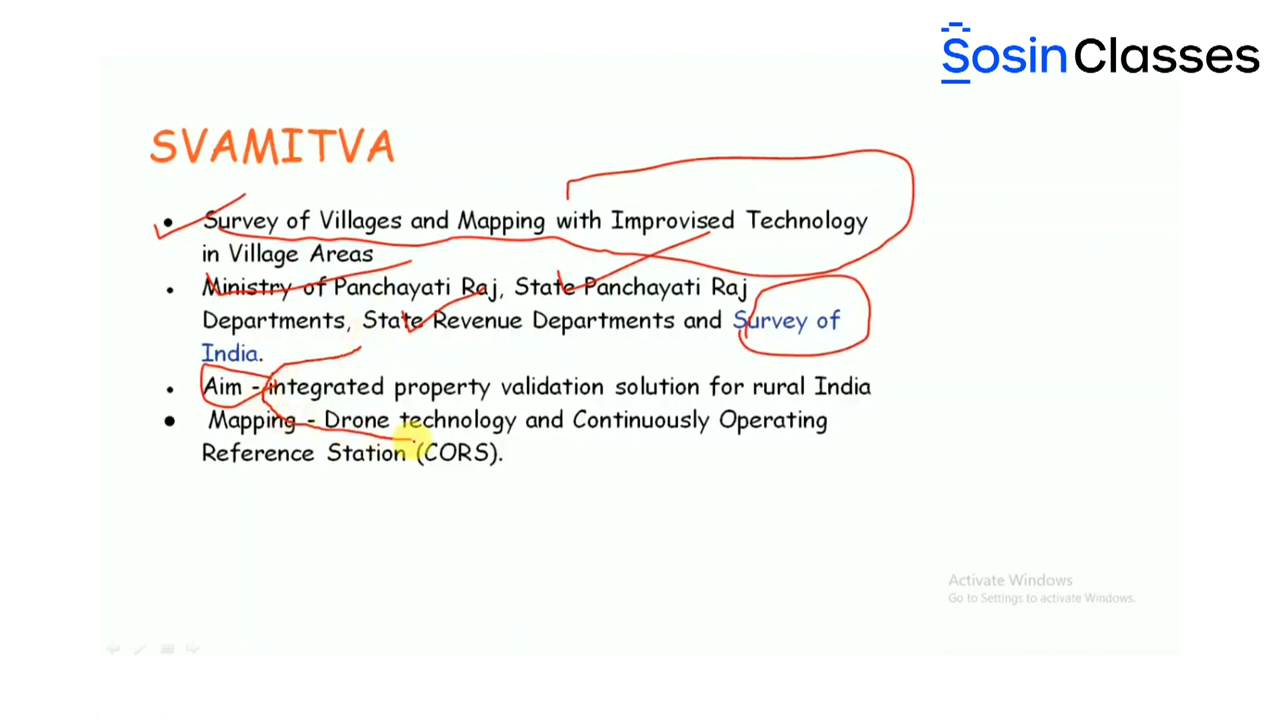 Sosin Classes
SVAMITVA
• Survey of Villages and Mapping with Improvised Technology
in Village Areas
• Ministry of Panchayati Raj, State Panchayati Raj
Departments, State Revenue Departments and Survey of
India.
• Aim - integrated property validation solution for rural India
• Mapping - Drone technology and Continuously Operating
Reference Station (CORS).
Activate Windows
Go to Settings to activate Windows.